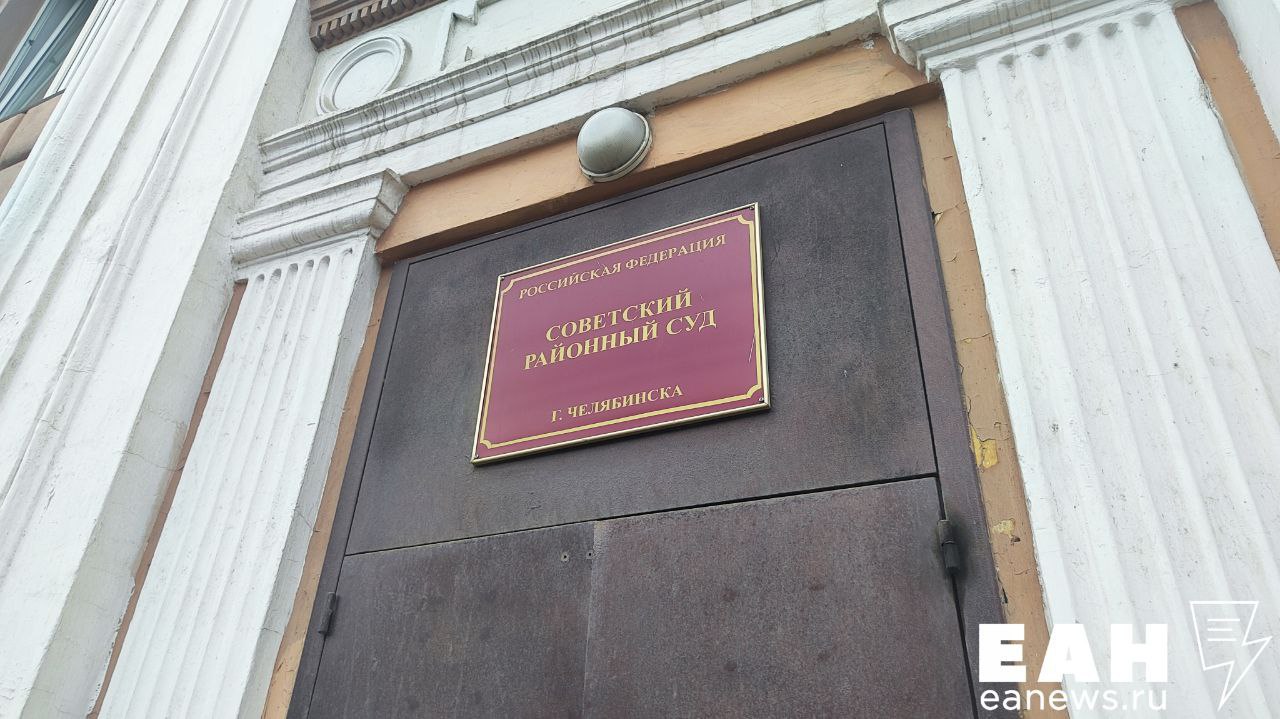 РОССИЙСКАЯ ФЕДЕРАЦИЯ
СОВЕТСКИЙ
РАЙОННЫЙ СУД
Г. ЧЕЛЯБИНСКА
ЕАН
eanews.ru